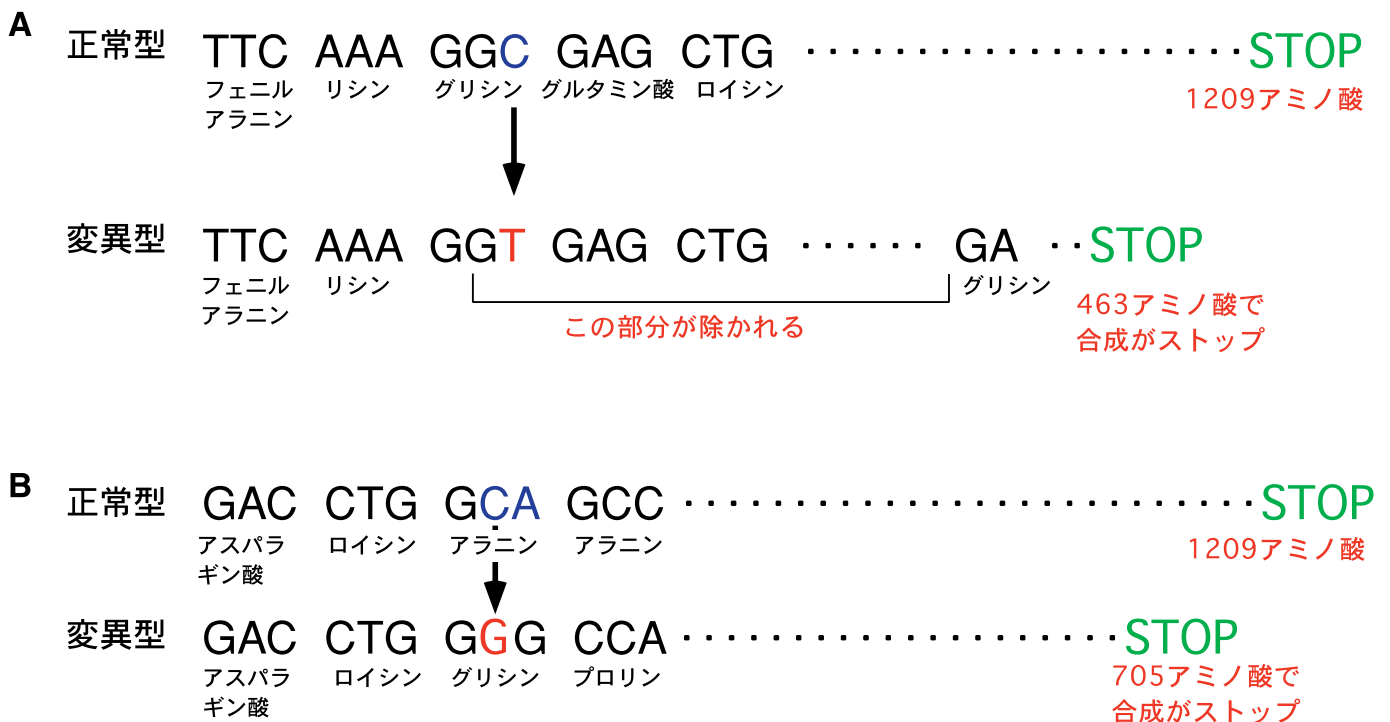 A
正常型 TTC AAA GGC GAG CTG ‥‥‥‥‥‥‥‥‥‥ STOP
フェニル リシン グリシン グルタミン酸 ロイシン
アラニン
1209アミノ酸
変異型 TTC AAA GGT GAG CTG ‥‥‥ GA ‥ STOP
フェニル リシン グリシン
アラニン
この部分が除かれる
463アミノ酸で
合成がストップ
B
正常型 GAC CTG GCA GCC ‥‥‥‥‥‥‥‥‥‥‥‥ STOP
アスパラ ロイシン アラニン アラニン
ギン酸
1209アミノ酸
変異型 GAC CTG GGG CCA ‥‥‥‥‥‥‥‥‥ STOP
アスパラ ロイシン グリシン プロリン
ギン酸
705アミノ酸で
合成がストップ